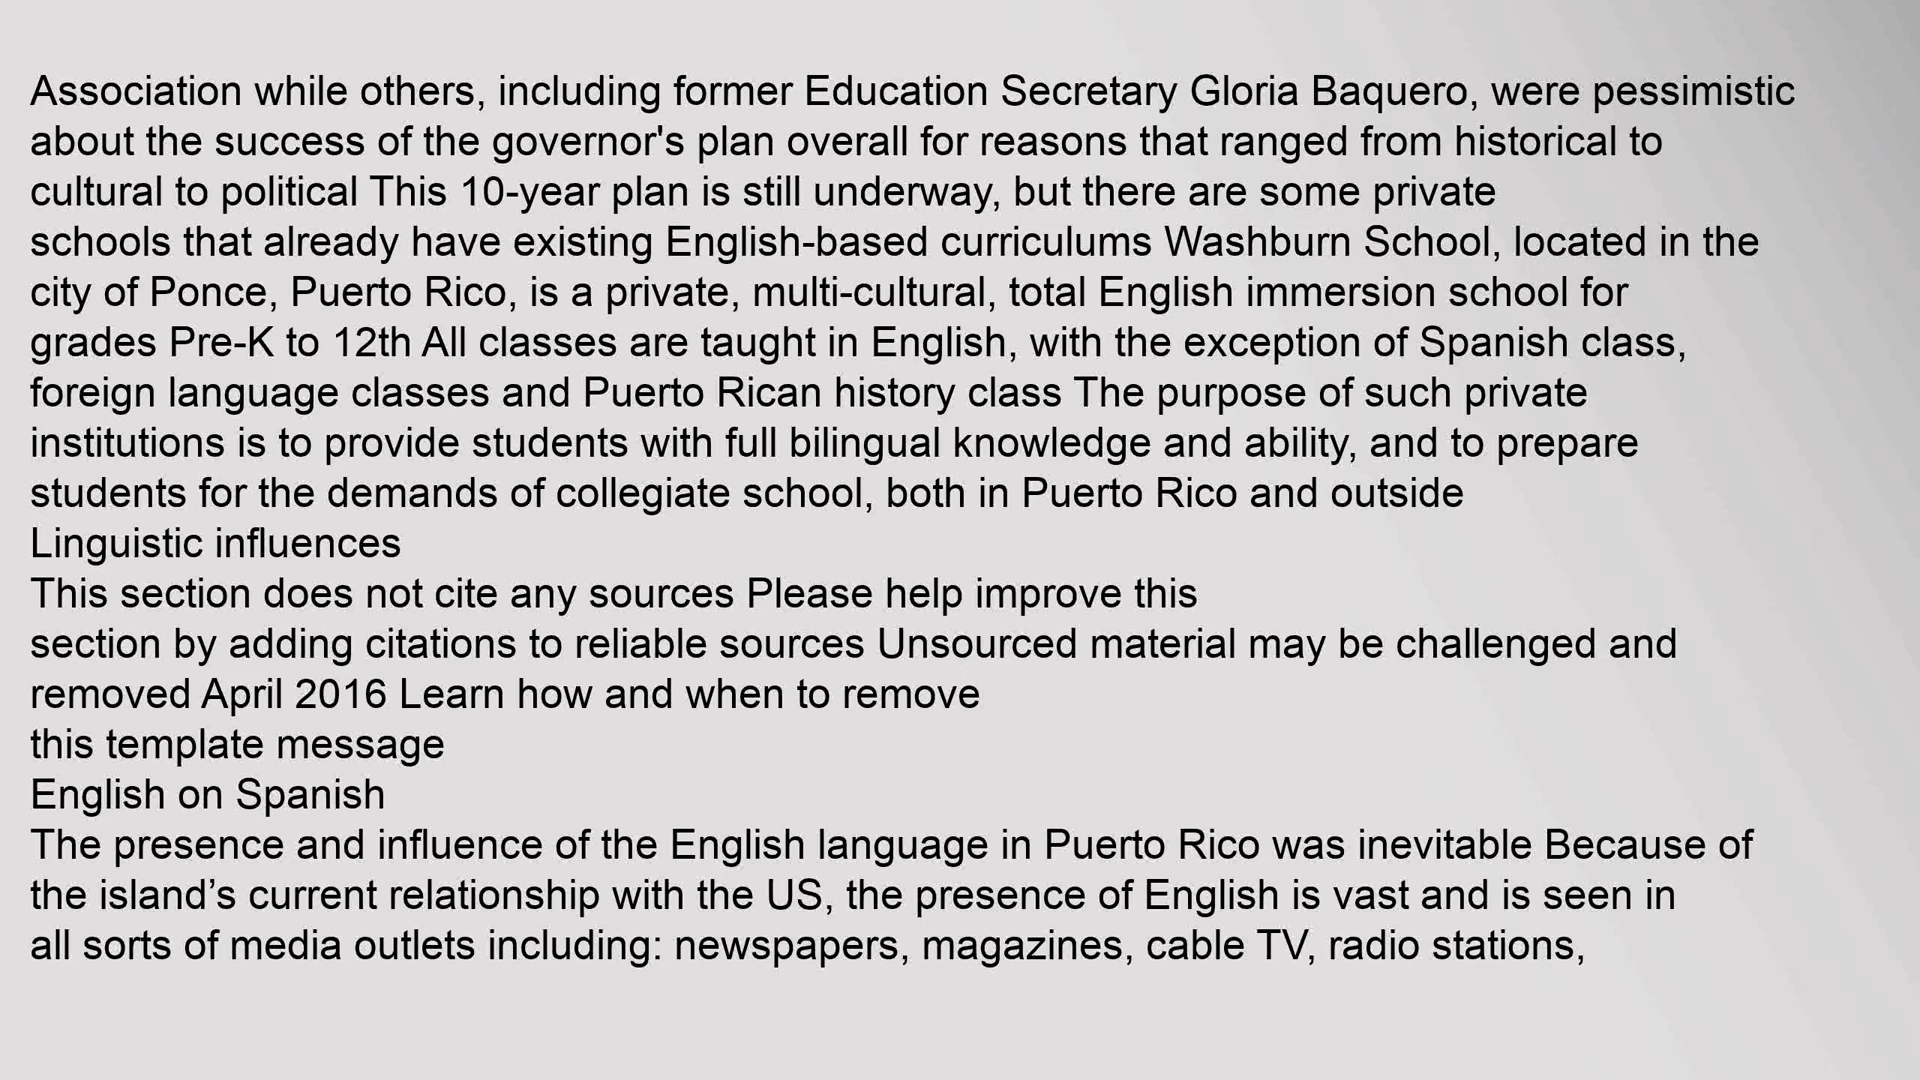 Association while others, including former Education Secretary Gloria Baquero, were pessimistic
about the success of the governor's plan overall for reasons that ranged from historical to
cultural to political This 10-year plan is still underway, but there are some private
schools that already have existing English-based curriculums Washburn School, located in the
city of Ponce, Puerto Rico, is a private, multi-cultural, total English immersion school for
grades Pre-K to 12th All classes are taught in English, with the exception of Spanish class,
foreign language classes and Puerto Rican history class The purpose of such private
institutions is to provide students with full bilingual knowledge and ability, and to prepare
students for the demands of collegiate school, both in Puerto Rico and outside
Linguistic influences
This section does not cite any sources Please help improve this
section by adding citations to reliable sources Unsourced material may be challenged and
removed April 2016 Learn how and when to remove
this template message
English on Spanish
The presence and influence of the English language in Puerto Rico was inevitable Because of
the island’s current relationship with the US, the presence of English is vast and is seen in
all sorts of media outlets including: newspapers, magazines, cable TV, radio stations,